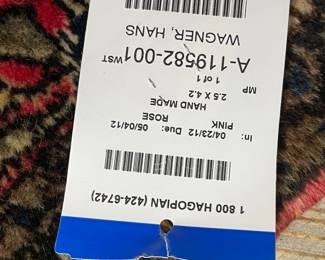 WAGNER, HANS
A-119582-001 WST
1 of 1
MP
2.5 X 4.2
HAND MADE
ROSE
PINK
In: 04/23/12 Due: 05/04/12
1 800 HAGOPIAN (424-6742)